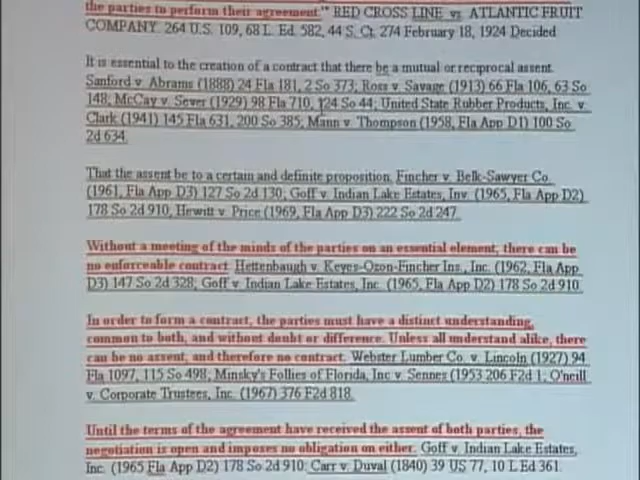 the parties to perform their agreement."' RED CROSS LINE vs ATLANTIC FRUIT
COMPANY. 264 U.S. 109, 68 L. Ed 582, 44 S. Ct. 274 February 18, 1924 Decided
It is essential to the creation of a contract that there be a mutual or reciprocal assent.
Sanford v. Abrams (1888) 24 Fla 181, 2 So 373; Ross v. Savage (1913) 66 Fla 106, 63 So
148; McCay v. Sever (1929) 98 Fla 710, 124 So 44; United State Rubber Products, Inc. v.
Clark (1941) 145 Fla 631, 200 So 385; Mann v. Thompson (1958, Fla App D1) 100 So
2d 634.
That the assent be to a certain and definite proposition. Fincher v. Belk-Sawyer Co.
(1961, Fla App D3) 127 So 2d 130; Goff v. Indian Lake Estates, Inv. (1965, Fla App D2)
178 So 2d 910, Hewitt v. Price (1969, Fla App D3) 222 So 2d 247.
Without a meeting of the minds of the parties on an essential element, there can be
no enforceable contract. Hettenbaugh v. Keyes-Ozon-Fincher Ins., Inc. (1962, Fla App
D3) 147 So 2d 328; Goff v. Indian Lake Estates, Inc. (1965, Fla App D2) 178 So 2d 910.
In order to form a contract, the parties must have a distinct understanding,
common to both, and without doubt or difference. Unless all understand alike, there
can be no assent, and therefore no contract. Webster Lumber Co. v. Lincoln (1927) 94
Fla 1097, 115 So 498; Minsky's Follies of Florida, Inc v. Sennes (1953 206 F2d 1; O'neill
v. Corporate Trustees, Inc. (1967) 376 F2d 818.
Until the terms of the agreement have received the assent of both parties, the
negotiation is open and imposes no obligation on either. Goff v. Indian Lake Estates,
Inc. (1965 Fla App D2) 178 So 2d 910; Carr v. Duval (1840) 39 US 77, 10 L Ed 361.